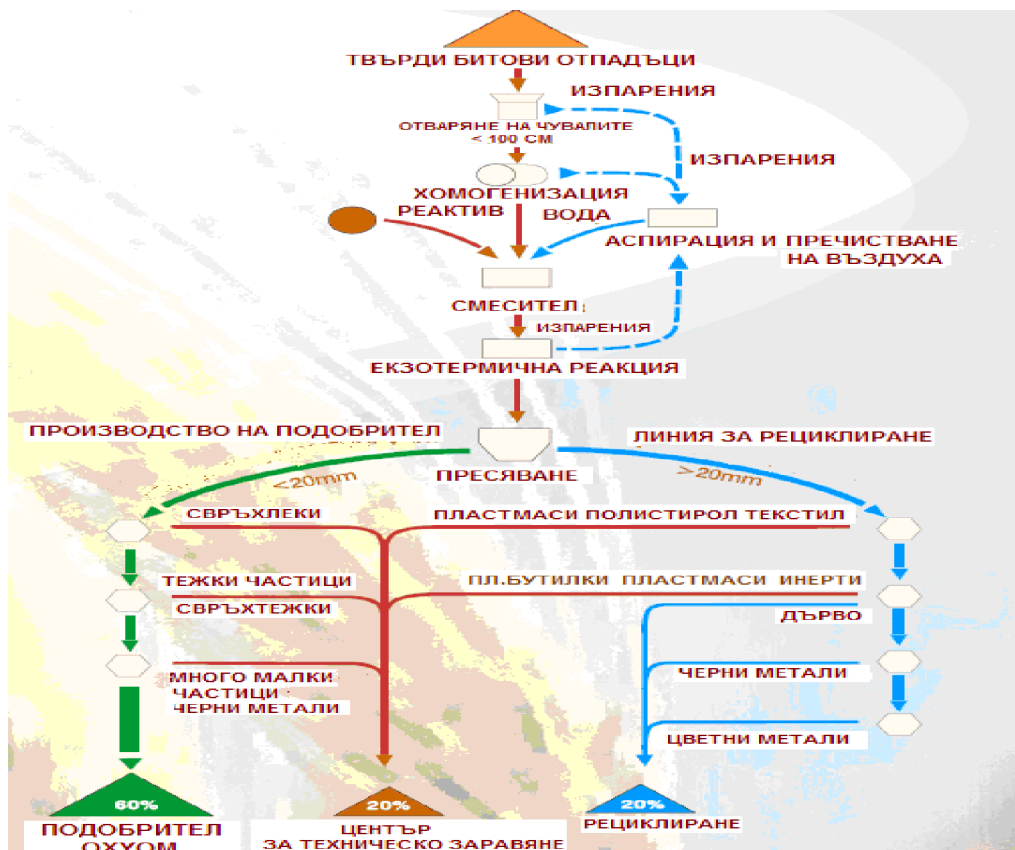 ТВЪРДИ БИТОВИ ОТПАДЪЦИ
ИЗПАРЕНИЯ
ОТВАРЯНЕ НА ЧУВАЛИТЕ
< 100 СМ
ИЗПАРЕНИЯ
ХОМОГЕНИЗАЦИЯ
РЕАКТИВ
ВОДА
АСПИРАЦИЯ И ПРЕЧИСТВАНЕ
НА ВЪЗДУХА
СМЕСИТЕЛ
ИЗПАРЕНИЯ
ЕКЗОТЕРМИЧНА РЕАКЦИЯ
ПРОИЗВОДСТВО НА ПОДОБРИТЕЛ
ЛИНИЯ ЗА РЕЦИКЛИРАНЕ
ПРЕСЯВАНЕ
<20mm
>20mm
СВРЪХЛЕКИ
ПЛАСТМАСИ ПОЛИСТИРОЛ ТЕКСТИЛ
ТЕЖКИ ЧАСТИЦИ
ПЛ.БУТИЛКИ ПЛАСТМАСИ ИНЕРТИ
СВРЪХТЕЖКИ
ДЪРВО
МНОГО МАЛКИ
ЧАСТИЦИ
ЧЕРНИ МЕТАЛИ
ЧЕРНИ МЕТАЛИ
ЦВЕТНИ МЕТАЛИ
60%
20%
20%
ПОДОБРИТЕЛ
OXYOM
ЦЕНТЪР
ЗА ТЕХНИЧЕСКО ЗАРАВЯНЕ
РЕЦИКЛИРАНЕ